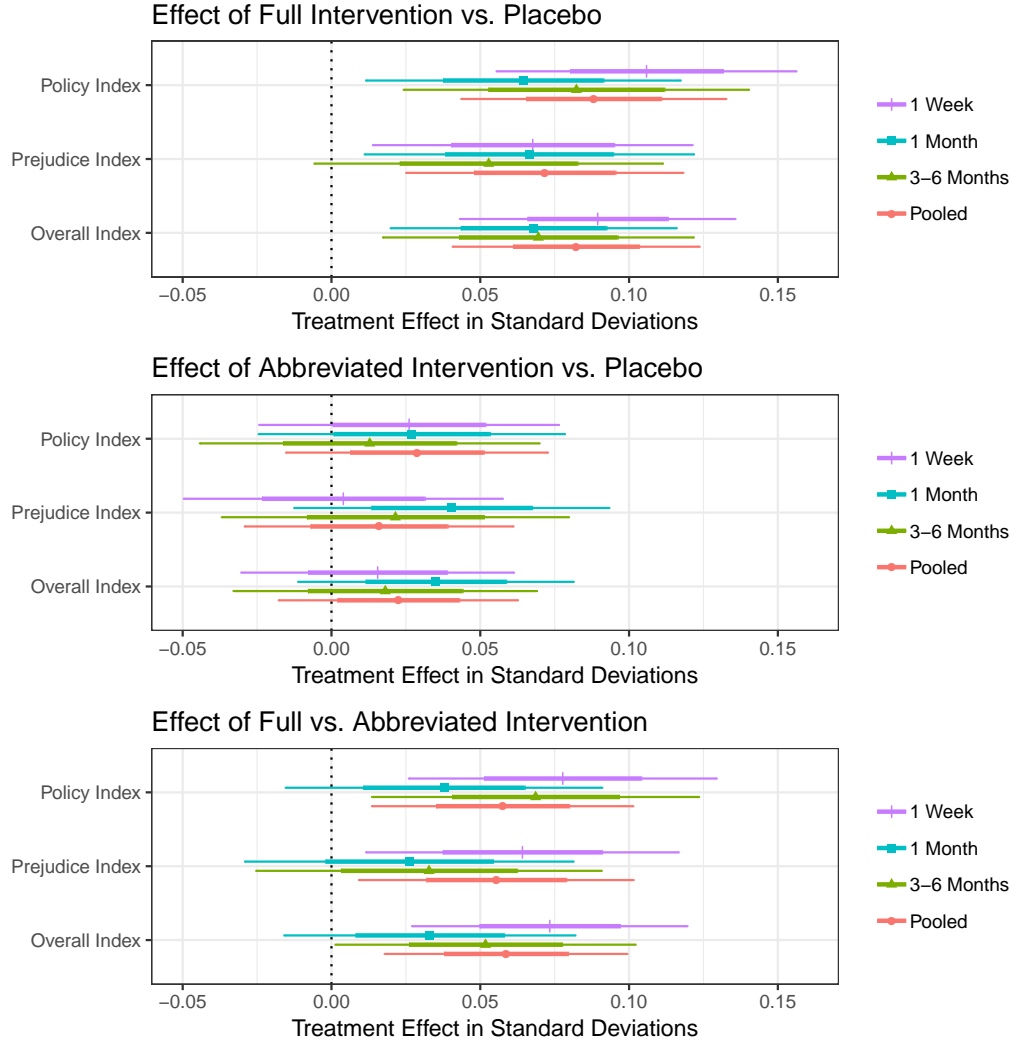 Effect of Full Intervention vs. Placebo
Policy Index
Prejudice Index
Overall Index
−0.05 0.00 0.05 0.10 0.15
Treatment Effect in Standard Deviations
1 Week
1 Month
3−6 Months
Pooled
Effect of Abbreviated Intervention vs. Placebo
Policy Index
Prejudice Index
Overall Index
−0.05 0.00 0.05 0.10 0.15
Treatment Effect in Standard Deviations
1 Week
1 Month
3−6 Months
Pooled
Effect of Full vs. Abbreviated Intervention
Policy Index
Prejudice Index
Overall Index
−0.05 0.00 0.05 0.10 0.15
Treatment Effect in Standard Deviations
1 Week
1 Month
3−6 Months
Pooled